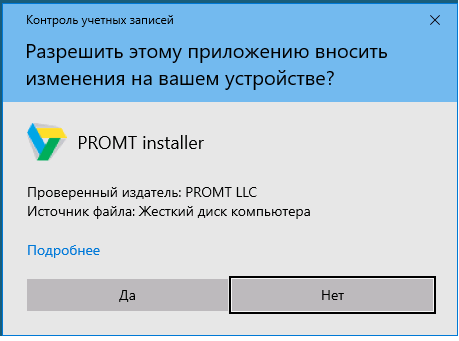 Контроль учетных записей
Разрешить этому приложению вносить
изменения на вашем устройстве?
PROMT installer
Проверенный издатель: PROMT LLC
Источник файла: Жесткий диск компьютера
Подробнее
Да
Нет